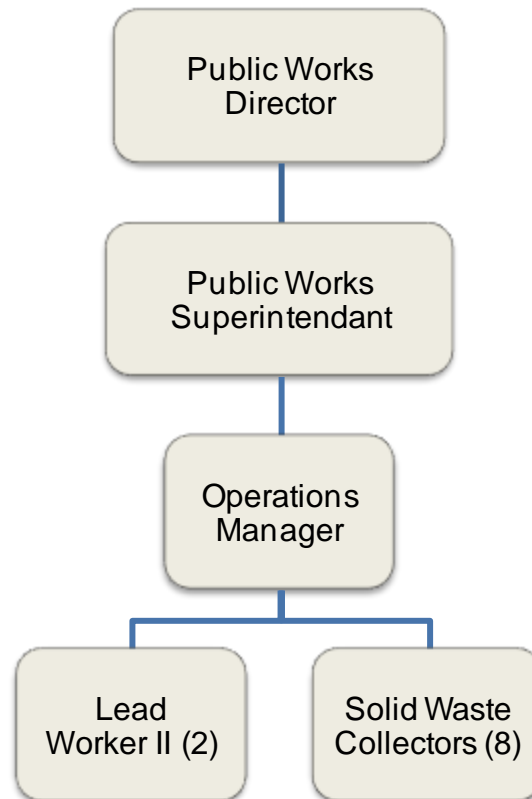 Public Works
Director
Public Works
Superintendant
Operations
Manager
Lead
Worker II (2)
Solid Waste
Collectors (8)